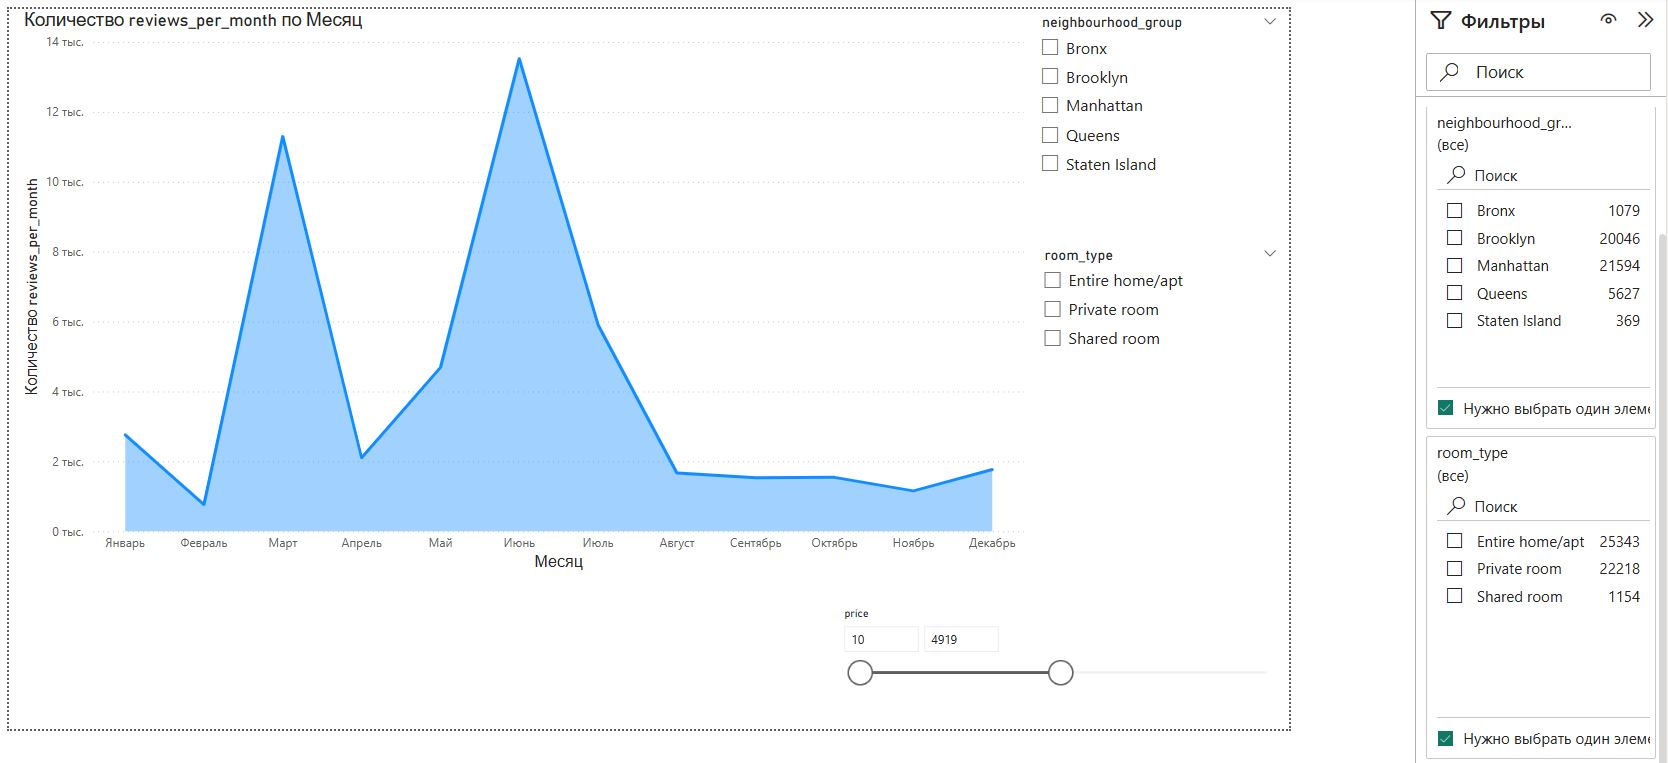 Количество reviews_per_month по Месяц
14 тыс.
12 тыс.
10 тыс.
8 тыс.
6 тыс.
4 тыс.
2 тыс.
0 тыс.
Количество reviews_per_month
Январь Февраль Март Апрель Май Июнь Июль Август Сентябрь Октябрь Ноябрь Декабрь
Месяц
neighbourhood_group
Bronx
Brooklyn
Manhattan
Queens
Staten Island
room_type
Entire home/apt
Private room
Shared room
price
10 4919
Фильтры
Поиск
neighbourhood_gr...
(все)
Поиск
Bronx 1079
Brooklyn 20046
Manhattan 21594
Queens 5627
Staten Island 369
Нужно выбрать один элеме
room_type
(все)
Поиск
Entire home/apt 25343
Private room 22218
Shared room 1154
Нужно выбрать один элеме